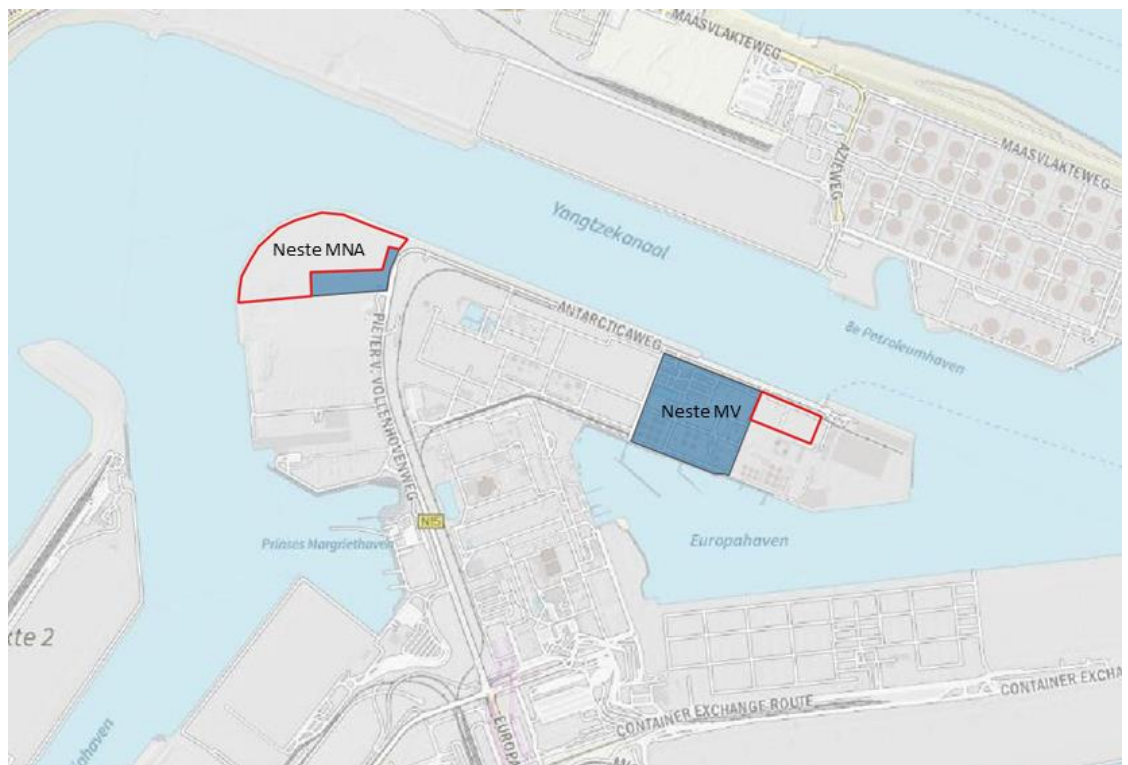 MAASVLAKTEWEG
AZIËWEG
MAASVLAKTEWEG
Yangtzekanaal
Neste MNA
ANTARCTICAWEG
8e Petroleumhaven
PIETER V. VOLLENHOVENWEG
Neste MV
N15
Prinses Margriethaven
Europahaven
kte 2
CONTAINER EXCHANGE ROUTE
CONTAINER EXCHA
EUROPA